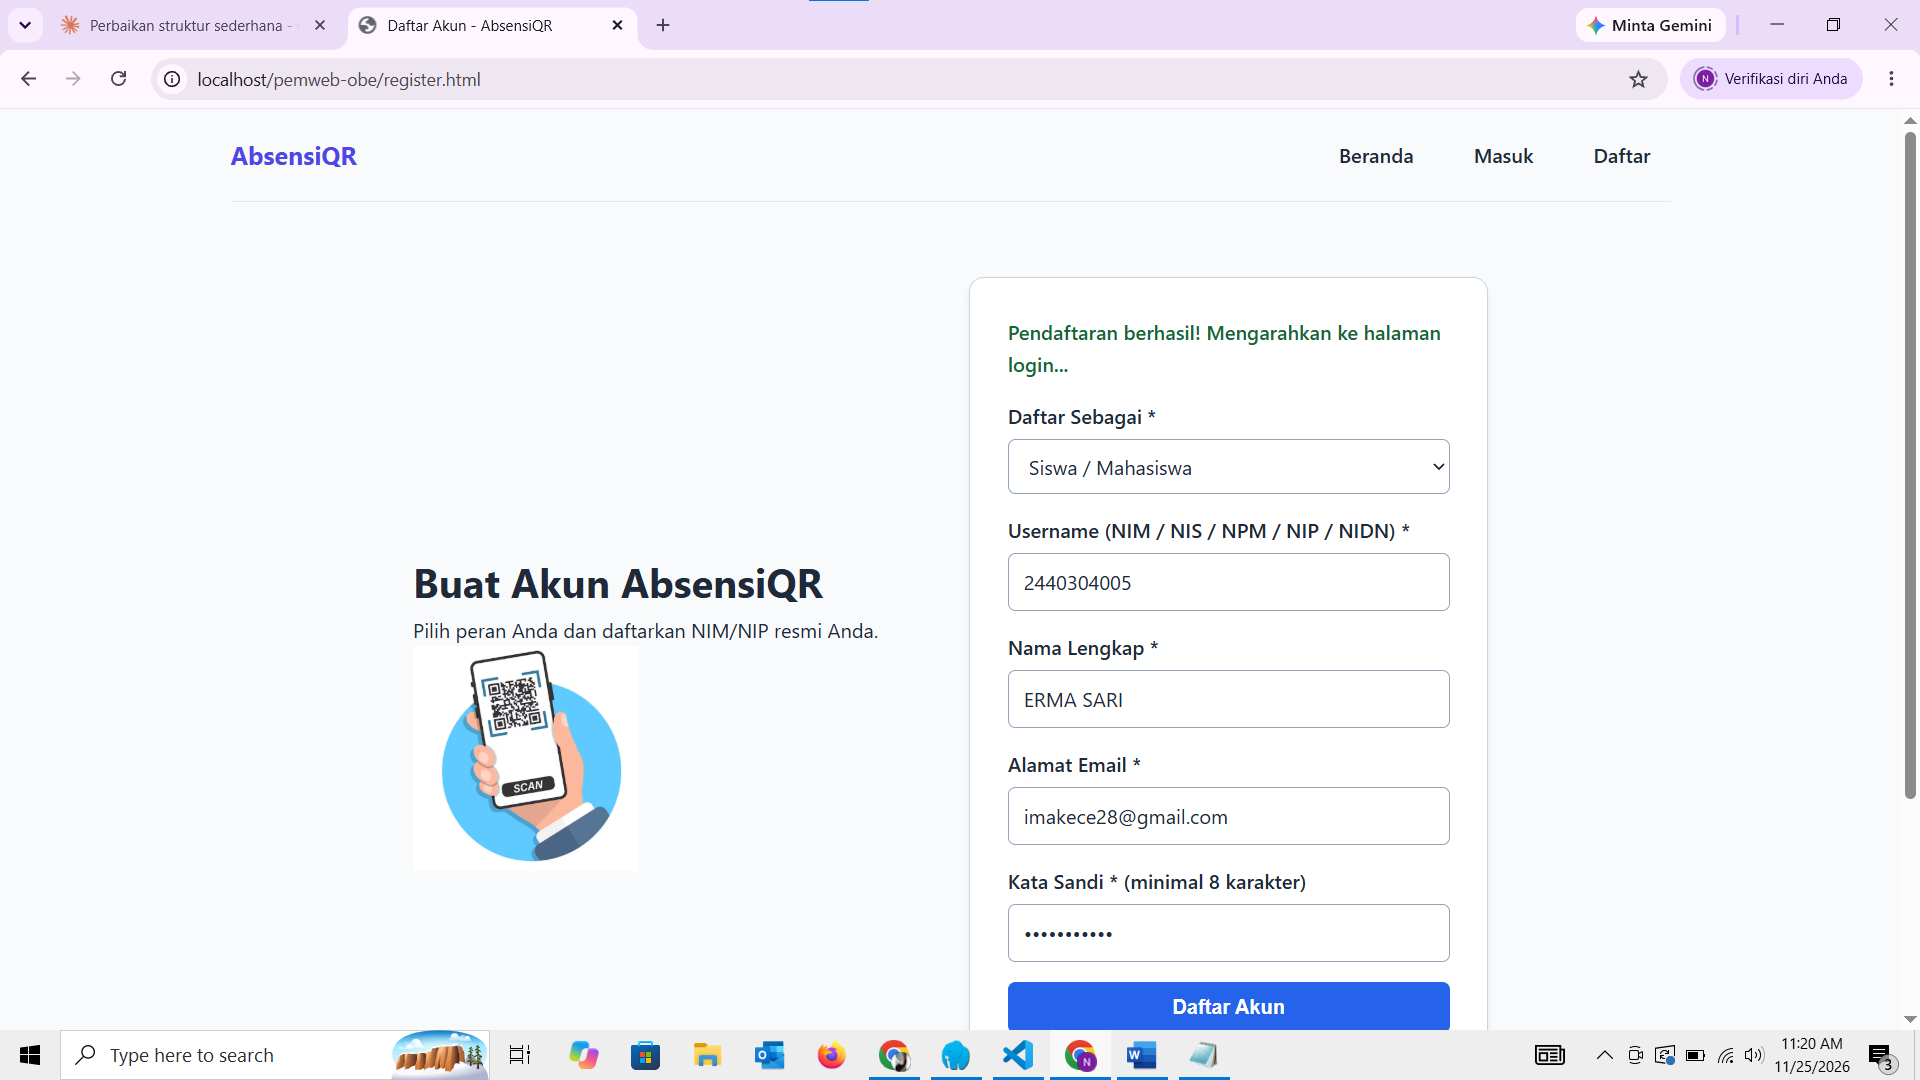 Perbaikan struktur sederhana -
Daftar Akun - AbsensiQR
Minta Gemini
localhost/pemweb-obe/register.html
N
Verifikasi diri Anda
AbsensiQR
Beranda
Masuk
Daftar
Buat Akun AbsensiQR
Pilih peran Anda dan daftarkan NIM/NIP resmi Anda.
SCAN
Pendaftaran berhasil! Mengarahkan ke halaman
login...
Daftar Sebagai *
Siswa / Mahasiswa
Username (NIM / NIS / NPM / NIP / NIDN) *
2440304005
Nama Lengkap *
ERMA SARI
Alamat Email *
imakece28@gmail.com
Kata Sandi * (minimal 8 karakter)
•••••••••••
Daftar Akun
Type here to search
11:20 AM
11/25/2026
3